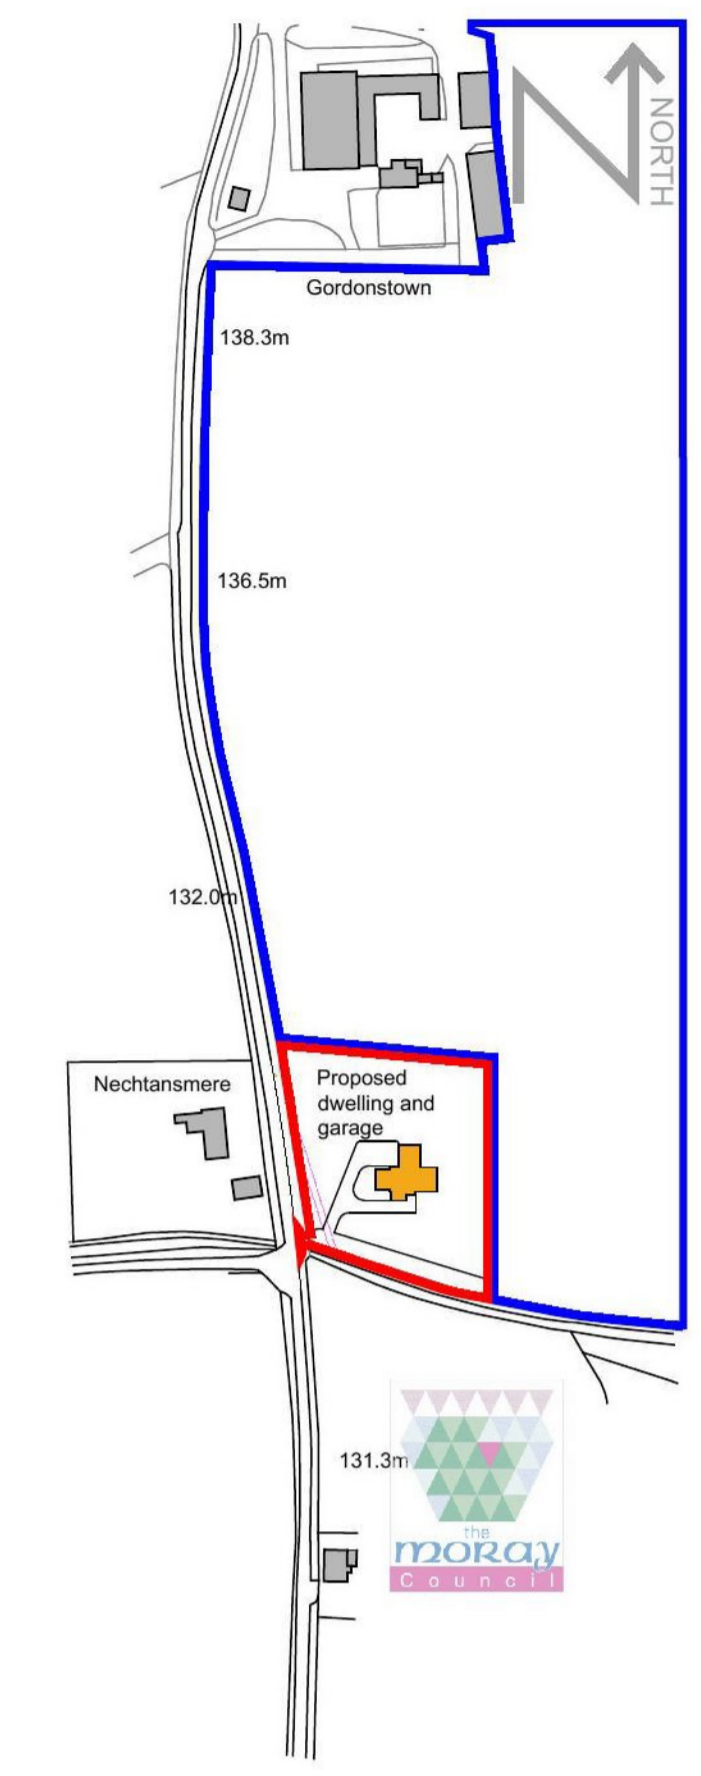 NORTH
Gordonstown
138.3m
136.5m
132.0m
Nechtansmere
Proposed
dwelling and
garage
131.3m
the
moray
Council